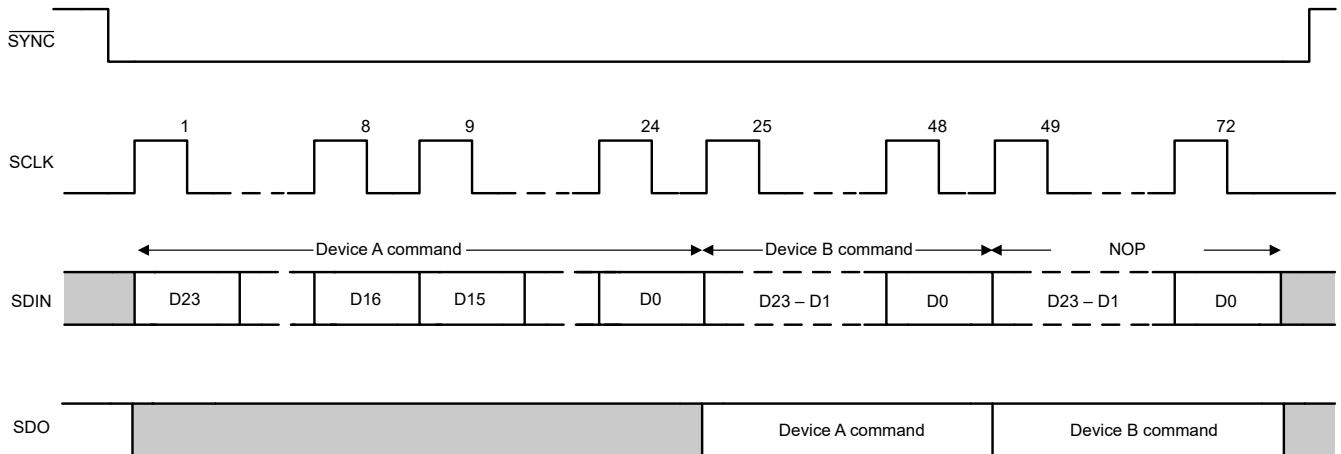 SYNC
1 8 9 24 25 48 49 72
SCLK
Device A command Device B command NOP
SDIN D23 D16 D15 D0 D23 – D1 D0 D23 – D1 D0
SDO Device A command Device B command